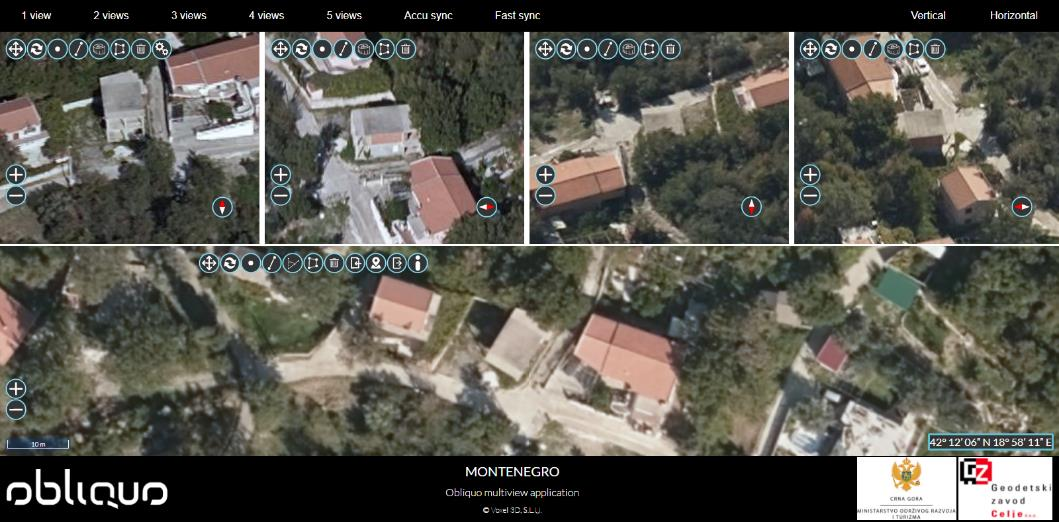 1 view 2 views 3 views 4 views 5 views Accu sync Fast sync Vertical Horizontal
10 m
42° 12' 06" N 18° 58' 11" E
obliquo
MONTENEGRO
Obliquo multiview application
© Voxel 3D, S.L.U.
CRNA GORA
MINISTARSTVO ODRŽIVOG RAZVOJA
I TURIZMA
GZ
Geodetski
zavod
Celje d.o.o.